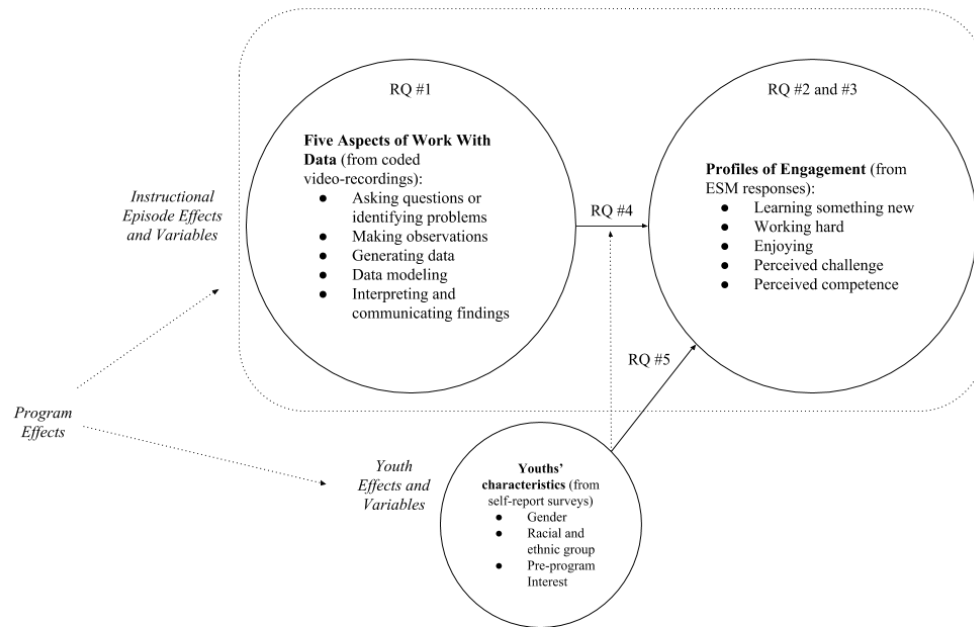 RQ #1
Five Aspects of Work With
Data (from coded
video-recordings):
● Asking questions or
identifying problems
● Making observations
● Generating data
● Data modeling
● Interpreting and
communicating findings
RQ #2 and #3
Profiles of Engagement (from
ESM responses):
● Learning something new
● Working hard
● Enjoying
● Perceived challenge
● Perceived competence
Instructional
Episode Effects
and Variables
RQ #4
RQ #5
Program
Effects
Youth
Effects and
Variables
Youths'
characteristics (from
self-report surveys)
● Gender
● Racial and
ethnic group
● Pre-program
Interest